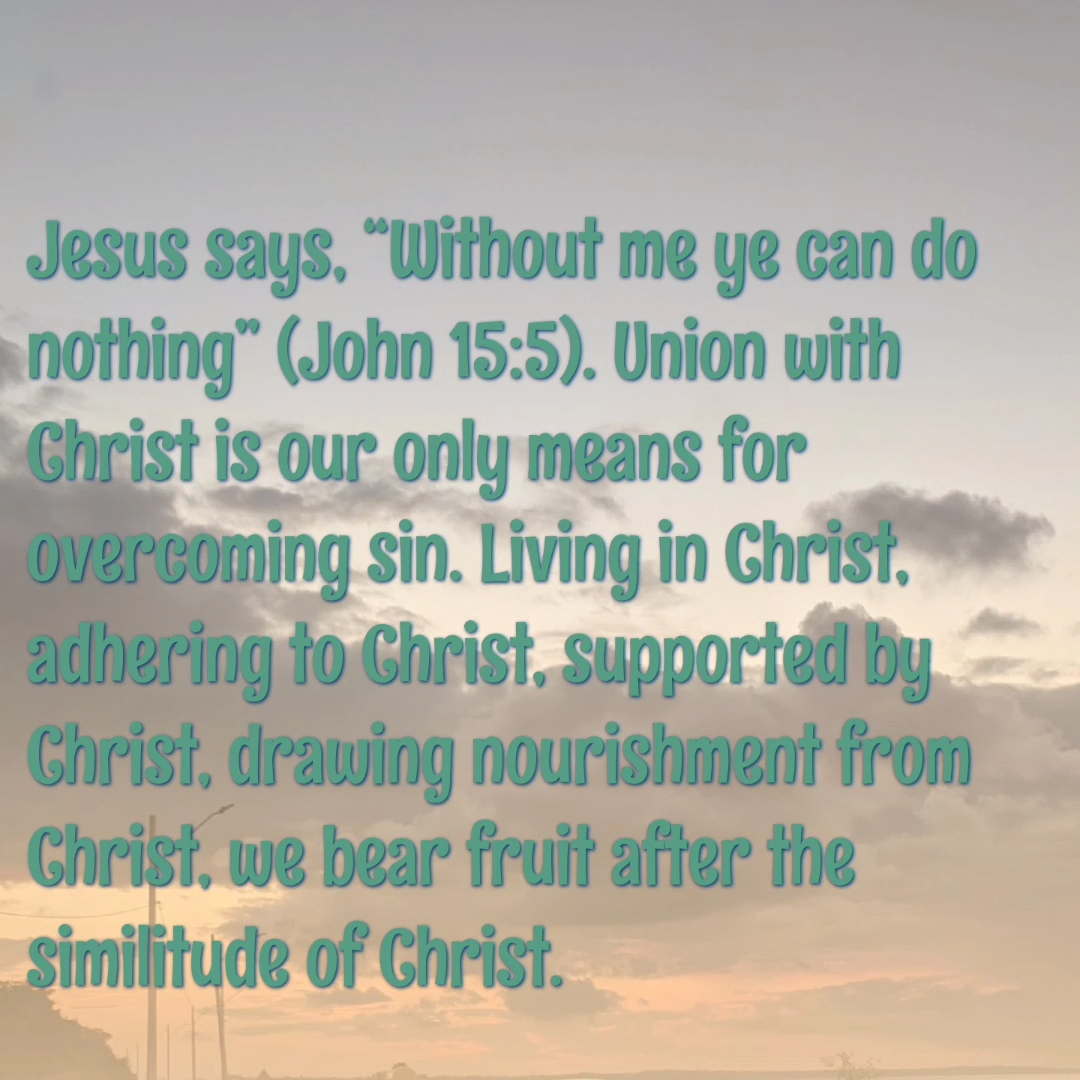 Jesus says, “Without me ye can do
nothing” (John 15:5). Union with
Christ is our only means for
overcoming sin. Living in Christ,
adhering to Christ, supported by
Christ, drawing nourishment from
Christ, we bear fruit after the
similitude of Christ.